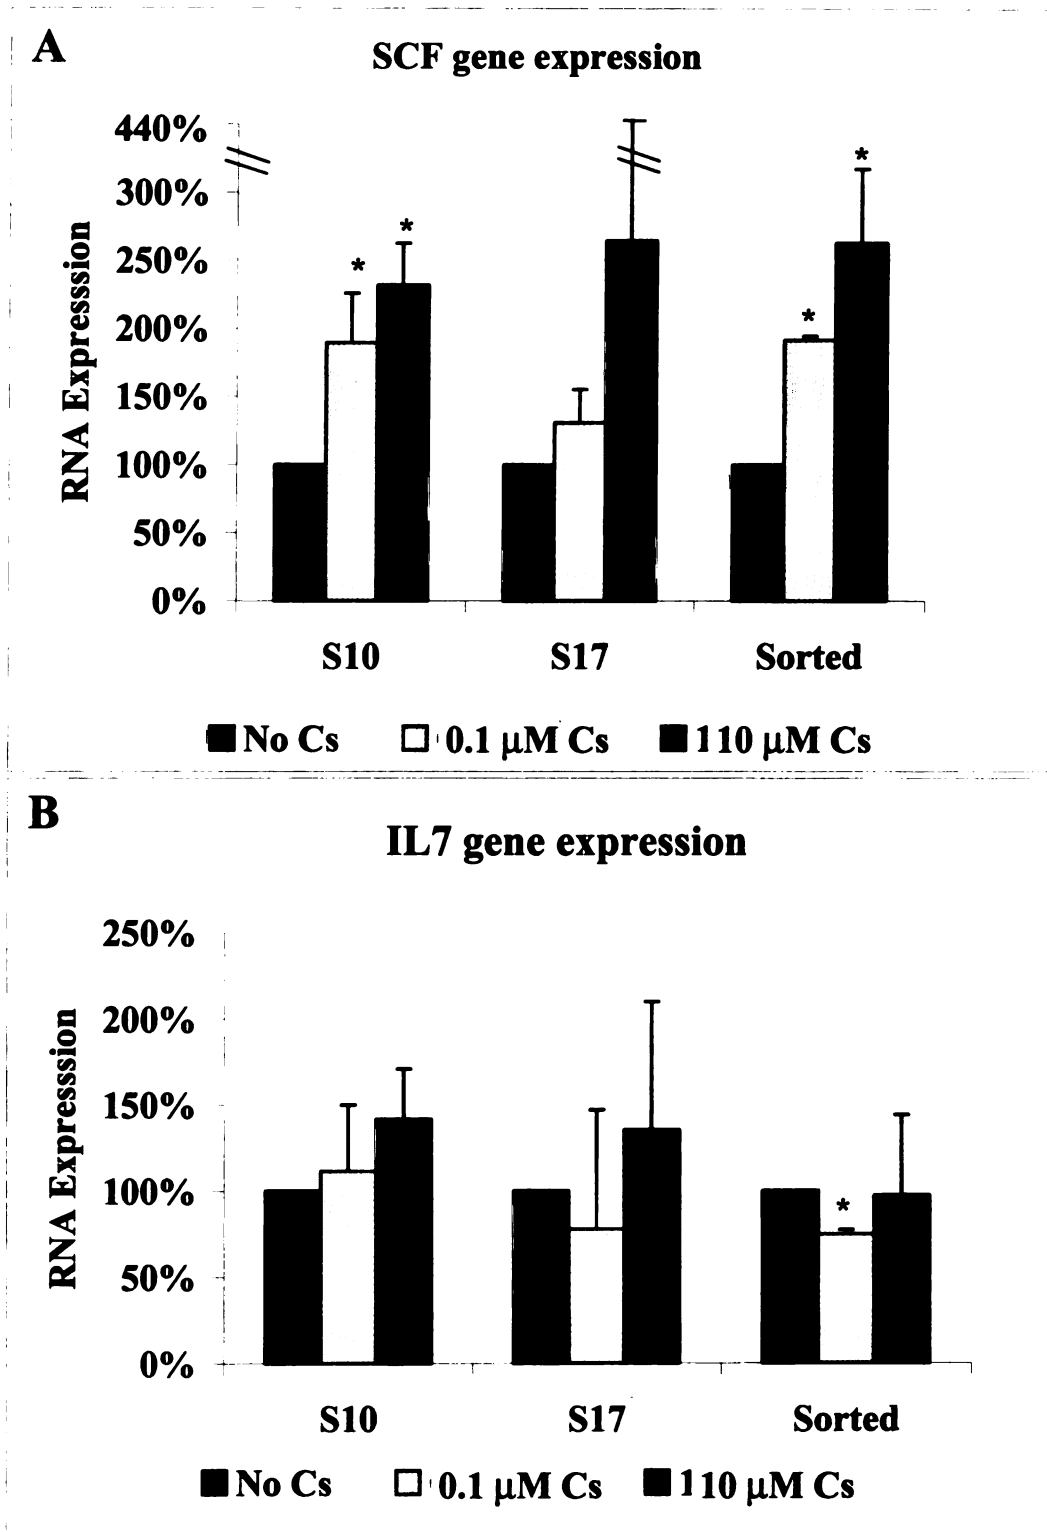 A
SCF gene expression
440%
300%
250%
200%
150%
100%
50%
0%
RNA Expresssion
* * * *
S10 S17 Sorted
No Cs 0.1 μM Cs 110 μM Cs
B
IL7 gene expression
250%
200%
150%
100%
50%
0%
RNA Expresssion
*
S10 S17 Sorted
No Cs 0.1 μM Cs 110 μM Cs